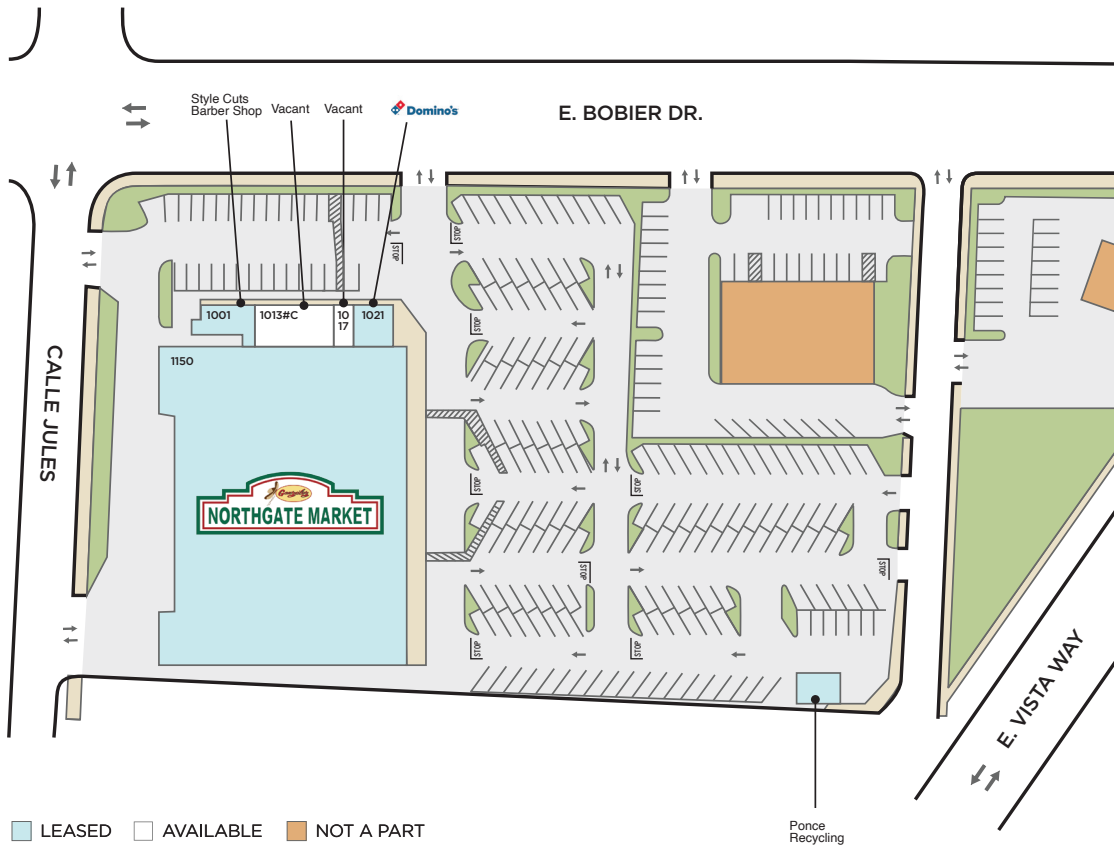 Style Cuts
Barber Shop
Vacant
Vacant
Domino's
E. BOBIER DR.
STOP
STOP
1001
1013#C
10
17
1021
STOP
1150
CALLE JULES
NORTHGATE MARKET
STOP
STOP
STOP
STOP
STOP
STOP
E. VISTA WAY
LEASED
AVAILABLE
NOT A PART
Ponce
Recycling